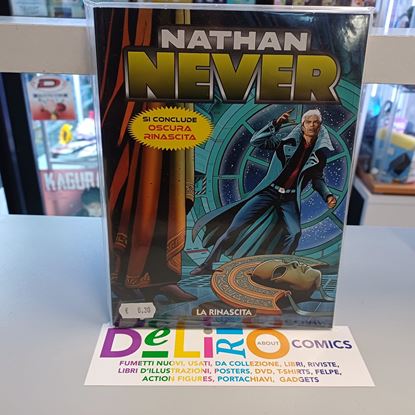 NATHAN
NEVER
SI CONCLUDE
OSCURA
RINASCITA
KAGUR
€ 6,30
LA RINASCITA
DeLiRiO ABOUT COMICS
FUMETTI NUOVI, USATI, DA COLLEZIONE, LIBRI, RIVISTE,
LIBRI D'ILLUSTRAZIONI, POSTERS, DVD, T-SHIRTS, FELPE,
ACTION FIGURES, PORTACHIAVI, GADGETS